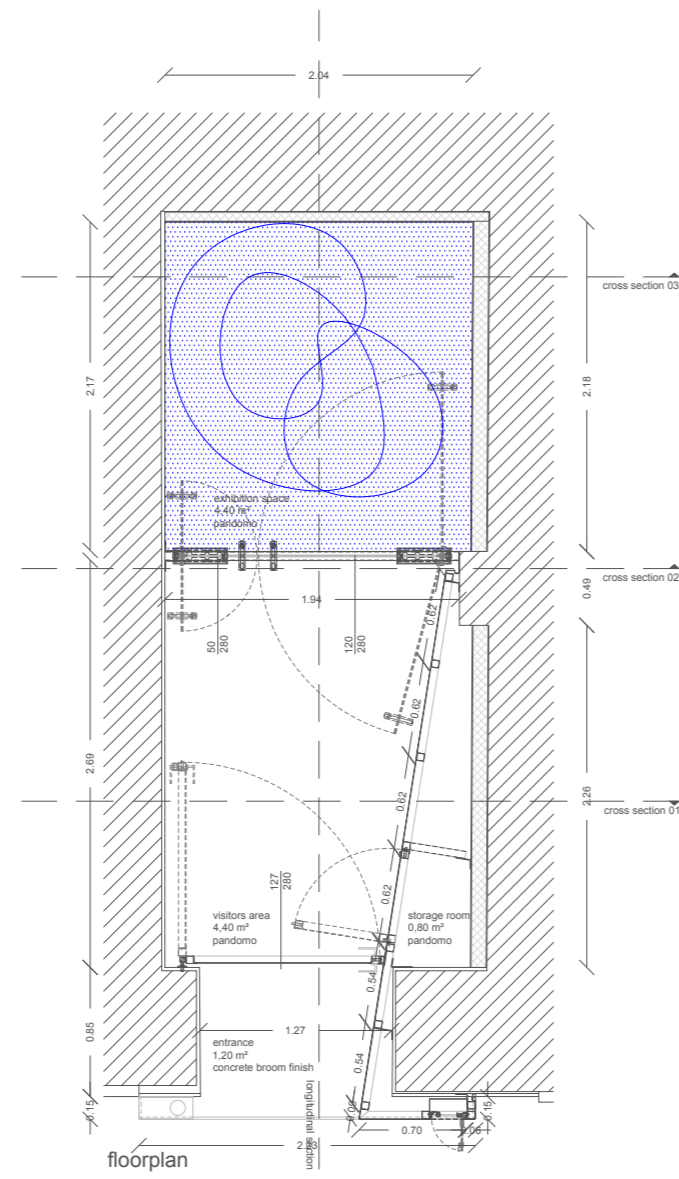 2.04
cross section 03
2.17
2.18
exhibition space
4.40 m²
pandomo
cross section 02
0.49
1.94
0.62
50
280
120
280
0.62
2.69
0.62
2.26
cross section 01
0.62
127
280
visitors area
4,40 m²
pandomo
storage room
0,80 m²
pandomo
0.54
0.85
1.27
entrance
1,20 m²
concrete broom finish
0.54
longitudinal section
0.15
0.15
0.70
floorplan